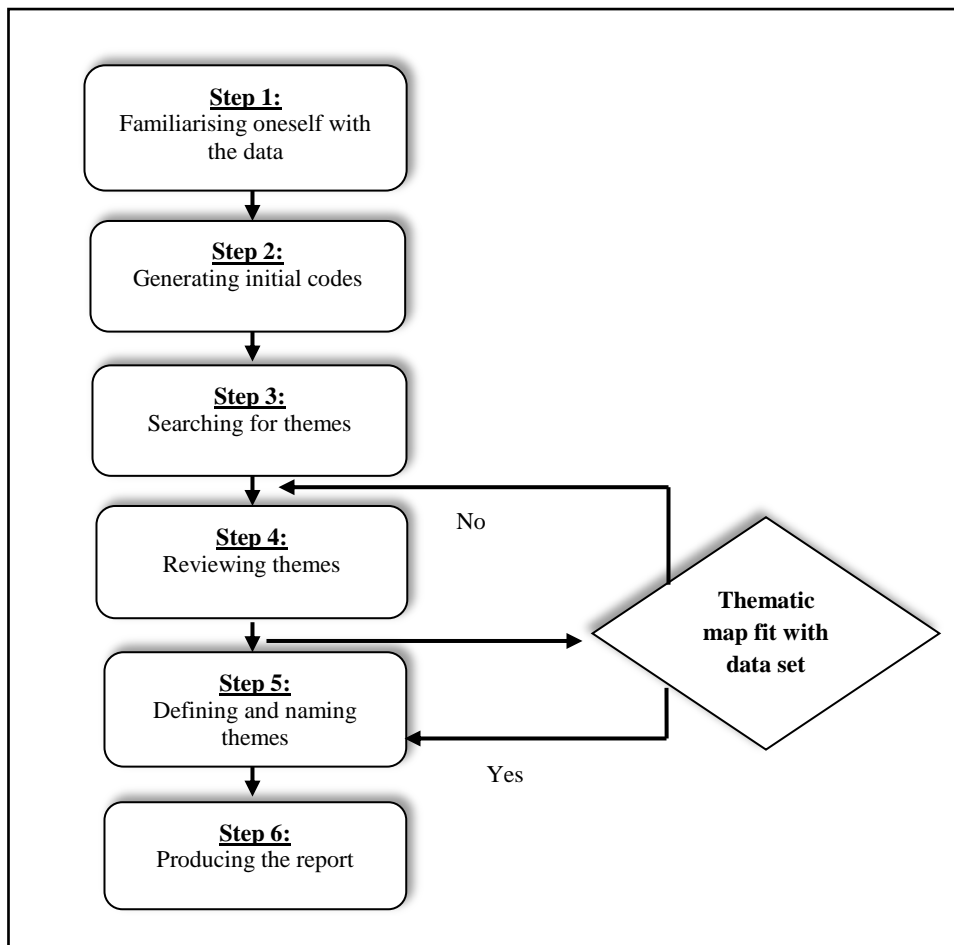 Step 1:
Familiarising oneself with
the data
Step 2:
Generating initial codes
Step 3:
Searching for themes
No
Step 4:
Reviewing themes
Thematic
map fit with
data set
Step 5:
Defining and naming
themes
Yes
Step 6:
Producing the report